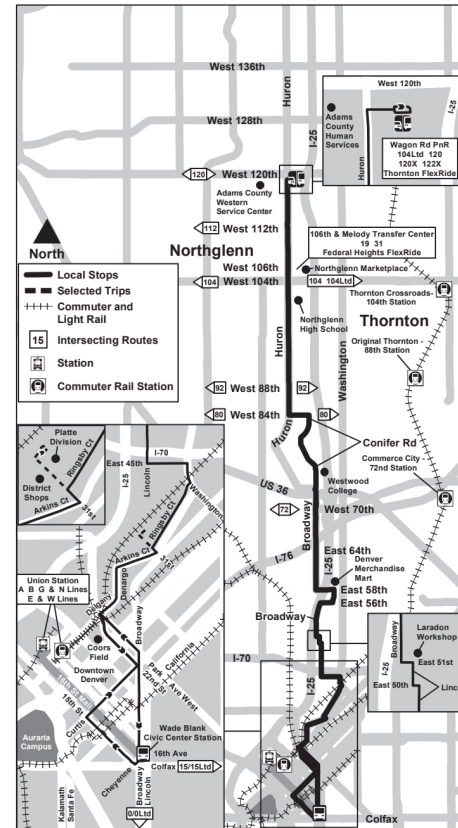 West 136th
Huron
West 120th
I-25
Adams
County
Human
Services
Huron
Wagon Rd PnR
104Ltd 120
120X 122X
Thornton FlexRide
West 128th
I-25
120
West 120th
Adams County
Western
Service Center
112
West 112th
North
Northglenn
106th & Melody Transfer Center
19 31
Federal Heights FlexRide
West 106th
Northglenn Marketplace
West 104th
104
104 104Ltd
Thornton Crossroads-
104th Station
Local Stops
Selected Trips
Commuter and
Light Rail
15
Intersecting Routes
Station
Commuter Rail Station
Northglenn
High School
Thornton
Huron
Washington
Original Thornton -
88th Station
92
West 88th
92
80
West 84th
80
Huron
Conifer Rd
Commerce City
72nd Station
Westwood
College
US 36
72
West 70th
Broadway
I-25
I-76
East 64th
Denver
Merchandise
Mart
East 58th
East 56th
Broadway
I-70
I-25
Laradon
Workshop
Broadway
I-25
East 51st
East 50th
Linc
Colfax
Platte
Division
Ringsby Ct
District
Shops
Arkins Ct
31st
I-70
East 45th
I-25
Lincoln
Washington
Ringsby Ct
Arkins Ct
31st
Union Station
A B G & N Lines
E & W Lines
Delgany
Denargo
Broadway
Coors
Field
Downtown
Denver
Park Ave West
22nd St
California
15th St
Curtis
Wade Blank
Civic Center Station
16th Ave
Auraria
Campus
Cheyenne
Colfax
15/15Ltd
Broadway
Lincoln
Kalamath
Santa Fe
0/0Ltd